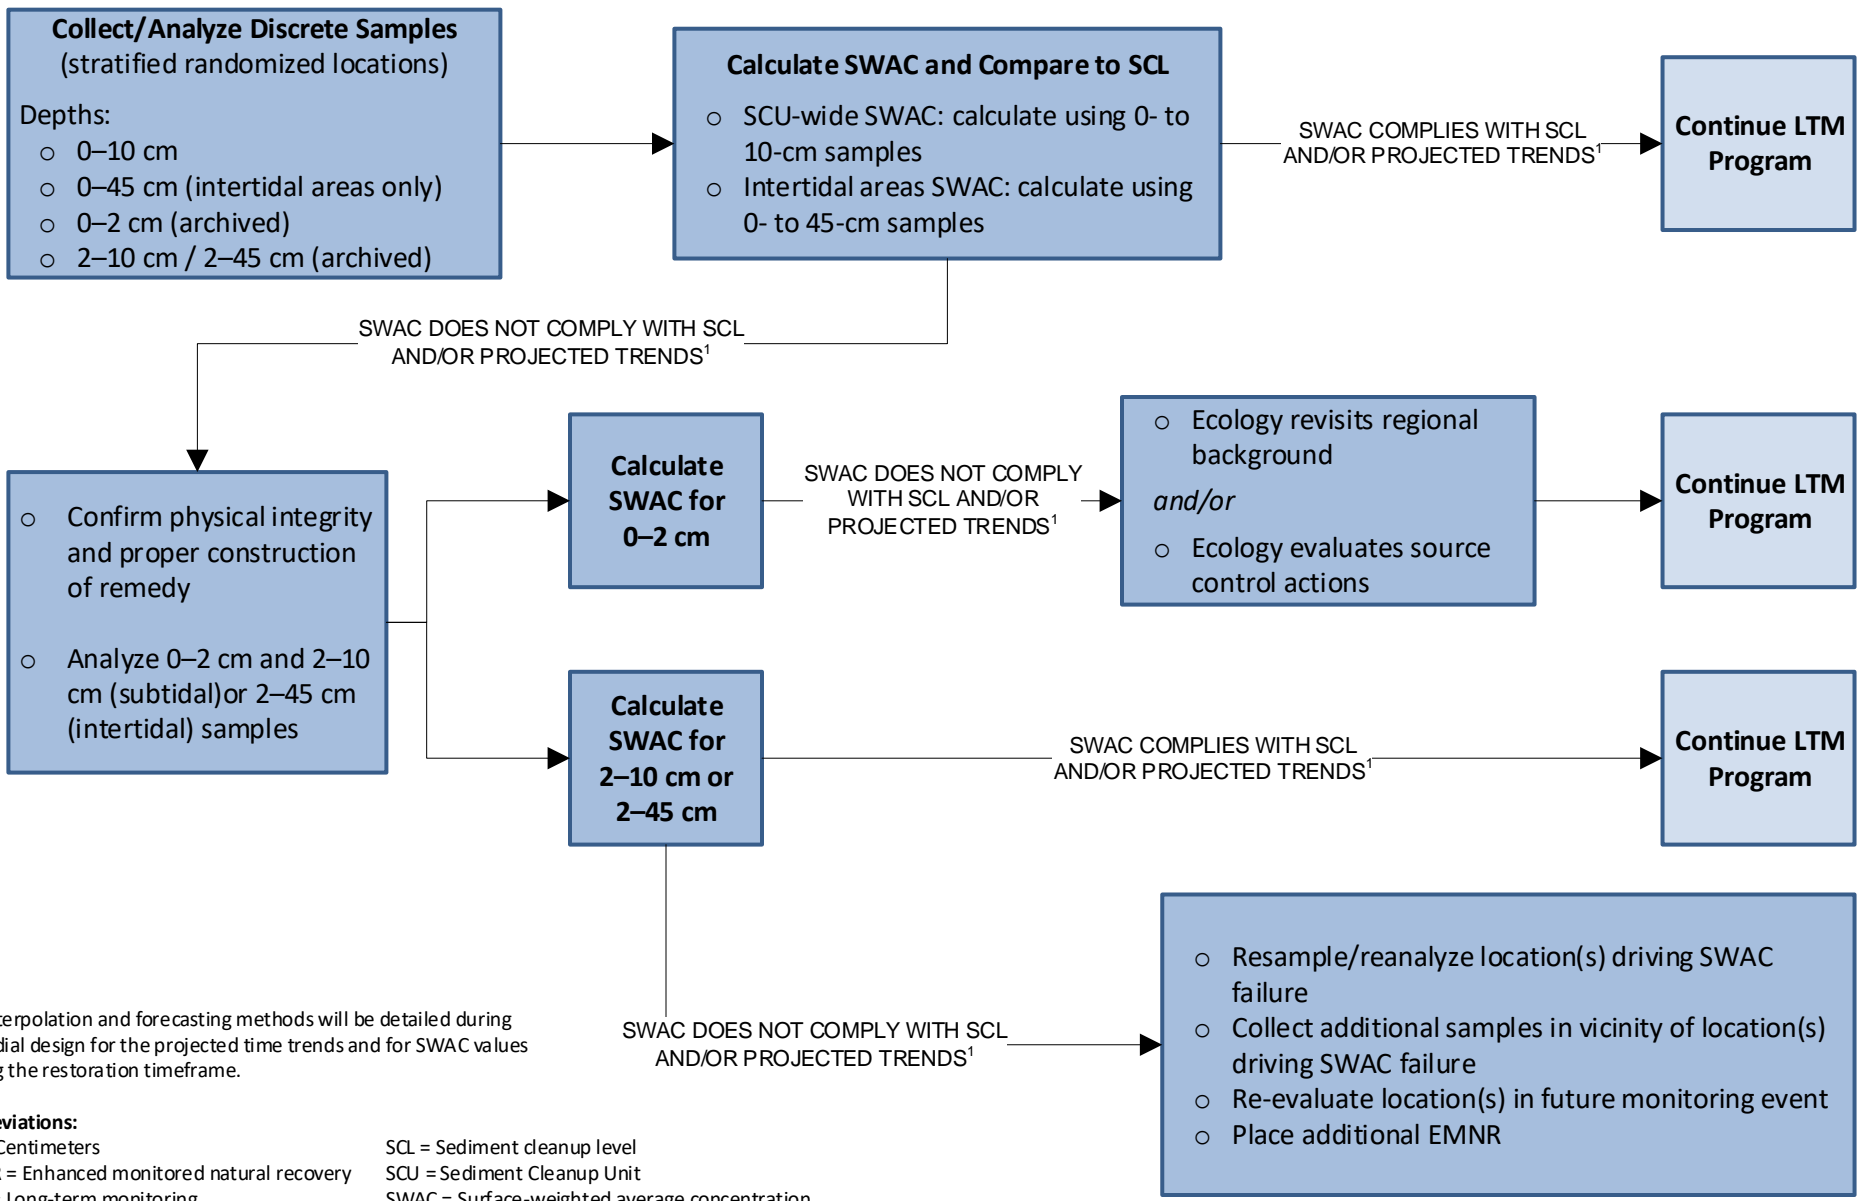 Collect/Analyze Discrete Samples
(stratified randomized locations)
Depths:
o 0–10 cm
o 0–45 cm (intertidal areas only)
o 0–2 cm (archived)
o 2–10 cm / 2–45 cm (archived)
Calculate SWAC and Compare to SCL
o SCU-wide SWAC: calculate using 0- to
10-cm samples
o Intertidal areas SWAC: calculate using
0- to 45-cm samples
SWAC COMPLIES WITH SCL
AND/OR PROJECTED TRENDS¹
Continue LTM
Program
SWAC DOES NOT COMPLY WITH SCL
AND/OR PROJECTED TRENDS¹
o Confirm physical integrity
and proper construction
of remedy
o Analyze 0–2 cm and 2–10
cm (subtidal)or 2–45 cm
(intertidal) samples
Calculate
SWAC for
0–2 cm
SWAC DOES NOT COMPLY
WITH SCL AND/OR
PROJECTED TRENDS¹
o Ecology revisits regional
background
and/or
o Ecology evaluates source
control actions
Continue LTM
Program
Calculate
SWAC for
2–10 cm or
2–45 cm
SWAC COMPLIES WITH SCL
AND/OR PROJECTED TRENDS¹
Continue LTM
Program
SWAC DOES NOT COMPLY WITH SCL
AND/OR PROJECTED TRENDS¹
o Resample/reanalyze location(s) driving SWAC
failure
o Collect additional samples in vicinity of location(s)
driving SWAC failure
o Re-evaluate location(s) in future monitoring event
o Place additional EMNR
terpolation and forecasting methods will be detailed during
dial design for the projected time trends and for SWAC values
g the restoration timeframe.
eviations:
Centimeters
= Enhanced monitored natural recovery
Long-term monitoring
SCL = Sediment cleanup level
SCU = Sediment Cleanup Unit
SWAC = Surface-weighted average concentration